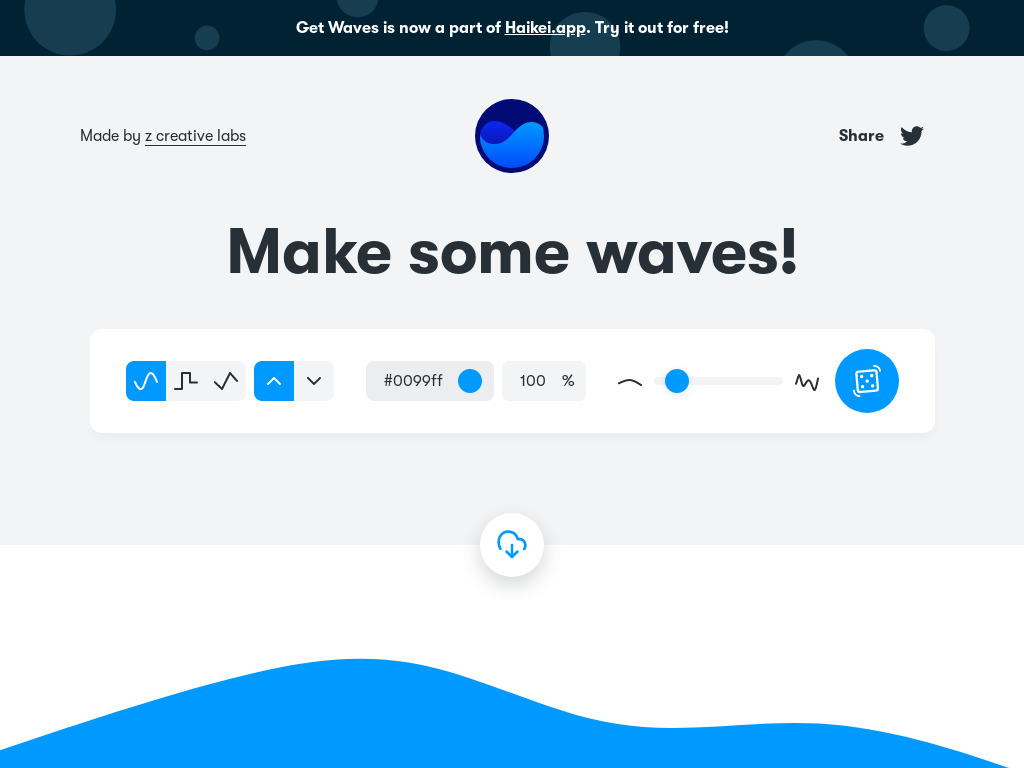 Get Waves is now a part of Haikei.app. Try it out for free!
Made by z creative labs
Share
Make some waves!
#0099ff
100 %